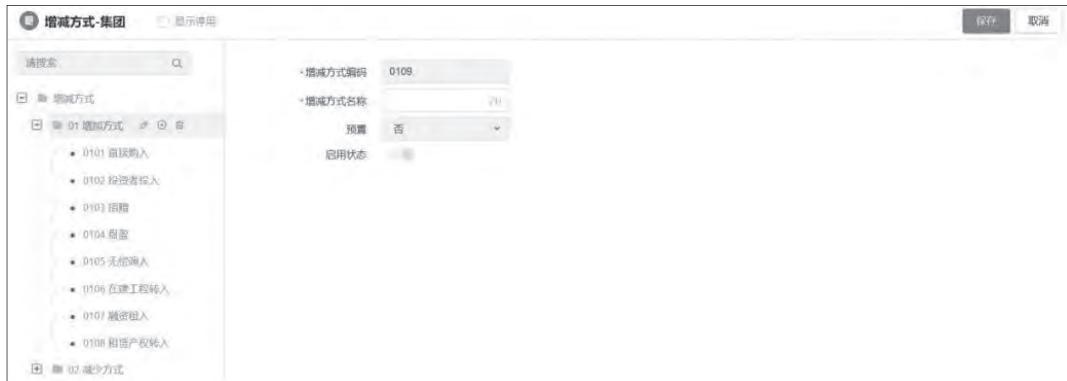 增减方式-集团
显示停用
保存
取消
请搜索
增减方式
01 增加方式
0101 直接购入
0102 投资者投入
0103 捐赠
0104 盘盈
0105 无偿调入
0106 在建工程转入
0107 融资租入
0108 租赁产权转入
02 减少方式
·增减方式编码 0109
·增减方式名称
预置 否
启用状态